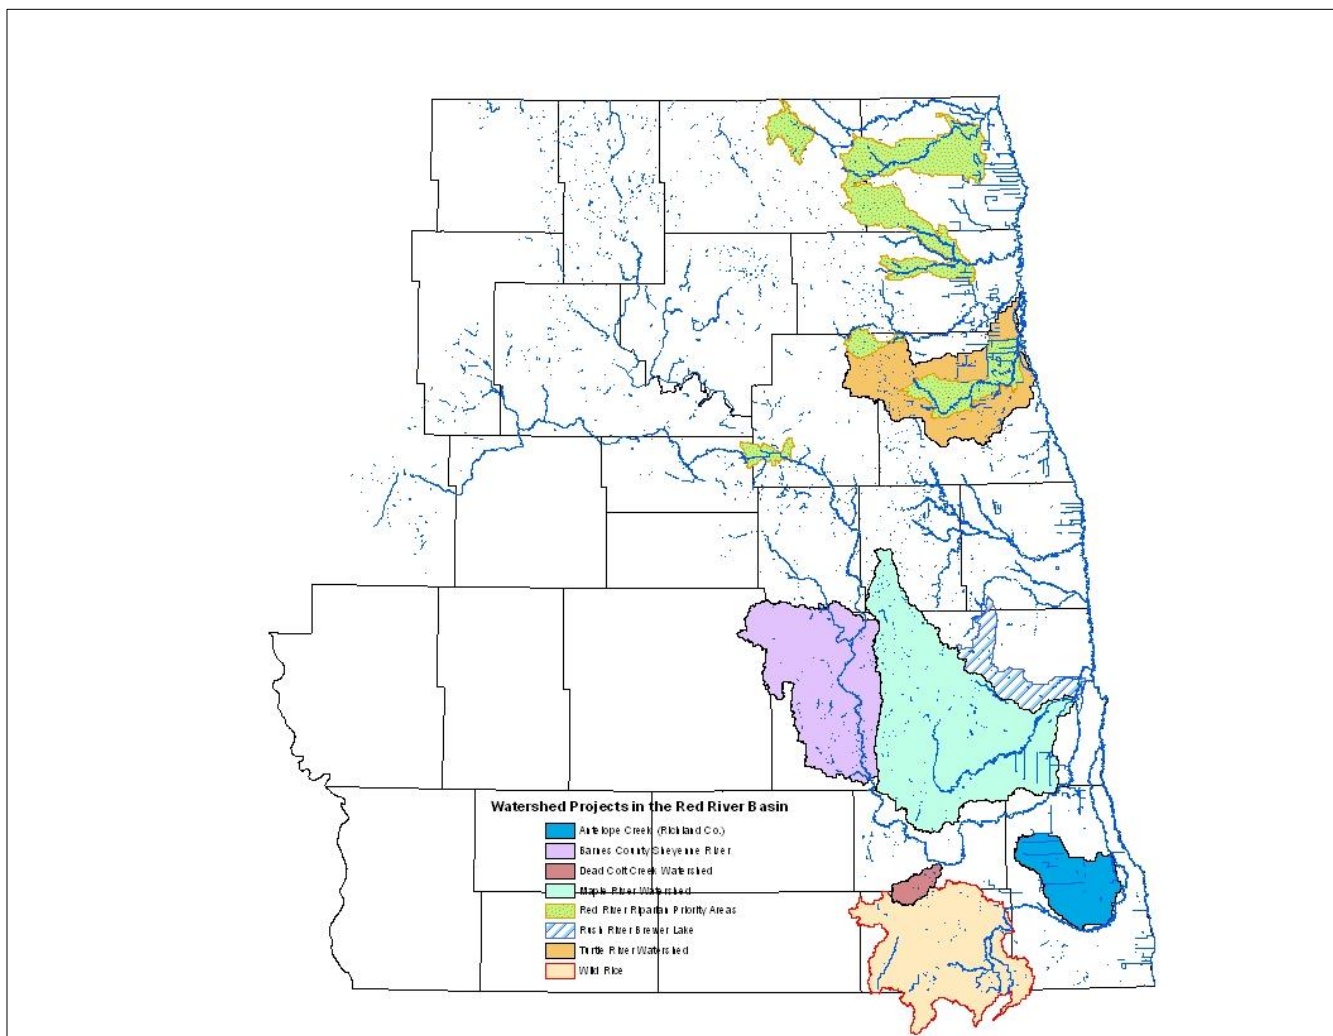 Watershed Projects in the Red River Basin
Antelope Creek (Richland Co.)
Barnes County Sheyenne River
Dead Colt Creek Watershed
Maple River Watershed
Red River Riparian Priority Areas
Rush River Brewer Lake
Turtle River Watershed
Wild Rice